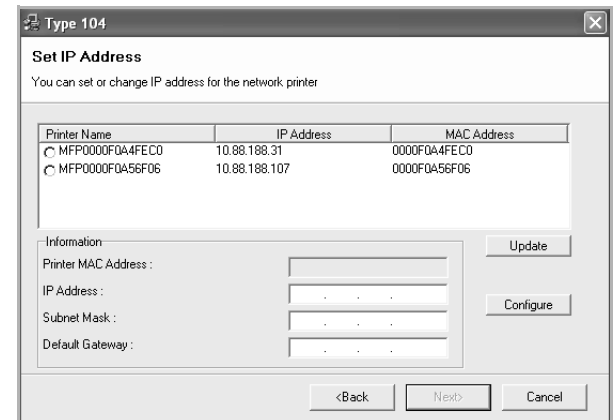 Type 104
Set IP Address
You can set or change IP address for the network printer
Printer Name IP Address MAC Address
MFP0000F0A4FEC0 10.88.188.31 0000F0A4FEC0
MFP0000F0A56F06 10.88.188.107 0000F0A56F06
Information
Update
Printer MAC Address :
IP Address : . . .
Configure
Subnet Mask : . . .
Default Gateway : . . .
<Back Next> Cancel